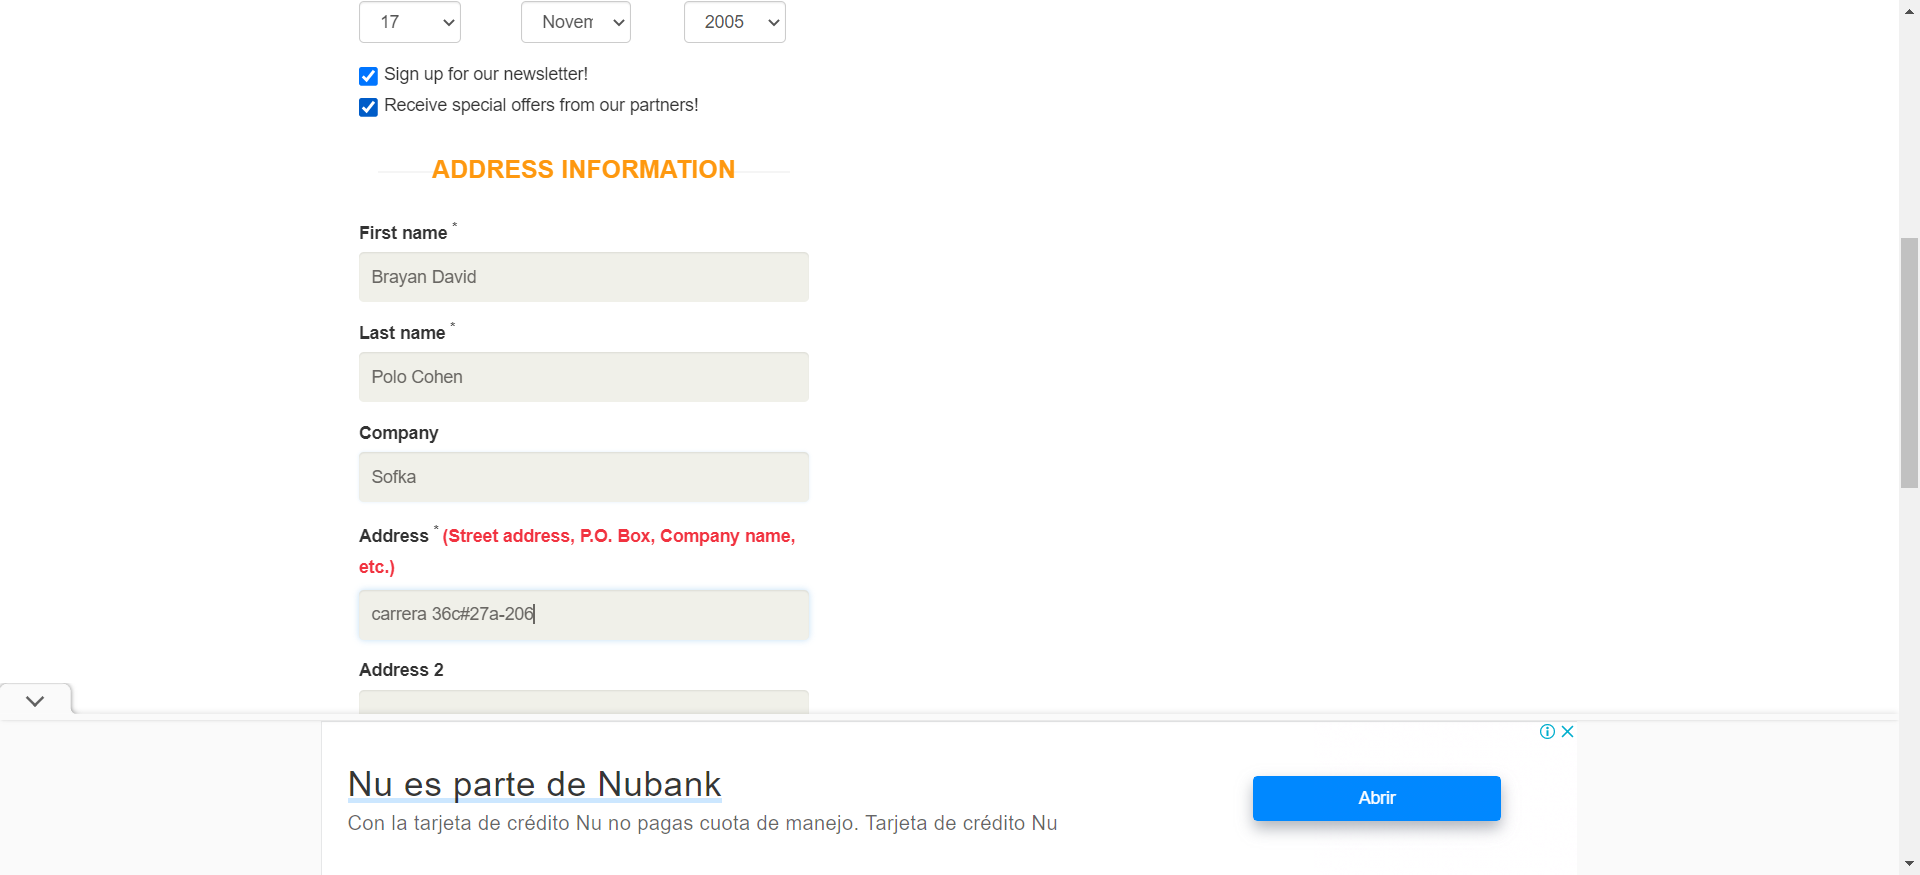 17 Novem 2005
Sign up for our newsletter!
Receive special offers from our partners!
ADDRESS INFORMATION
First name *
Brayan David
Last name *
Polo Cohen
Company
Sofka
Address * (Street address, P.O. Box, Company name,
etc.)
carrera 36c#27a-206
Address 2
Nu es parte de Nubank
Con la tarjeta de crédito Nu no pagas cuota de manejo. Tarjeta de crédito Nu
Abrir